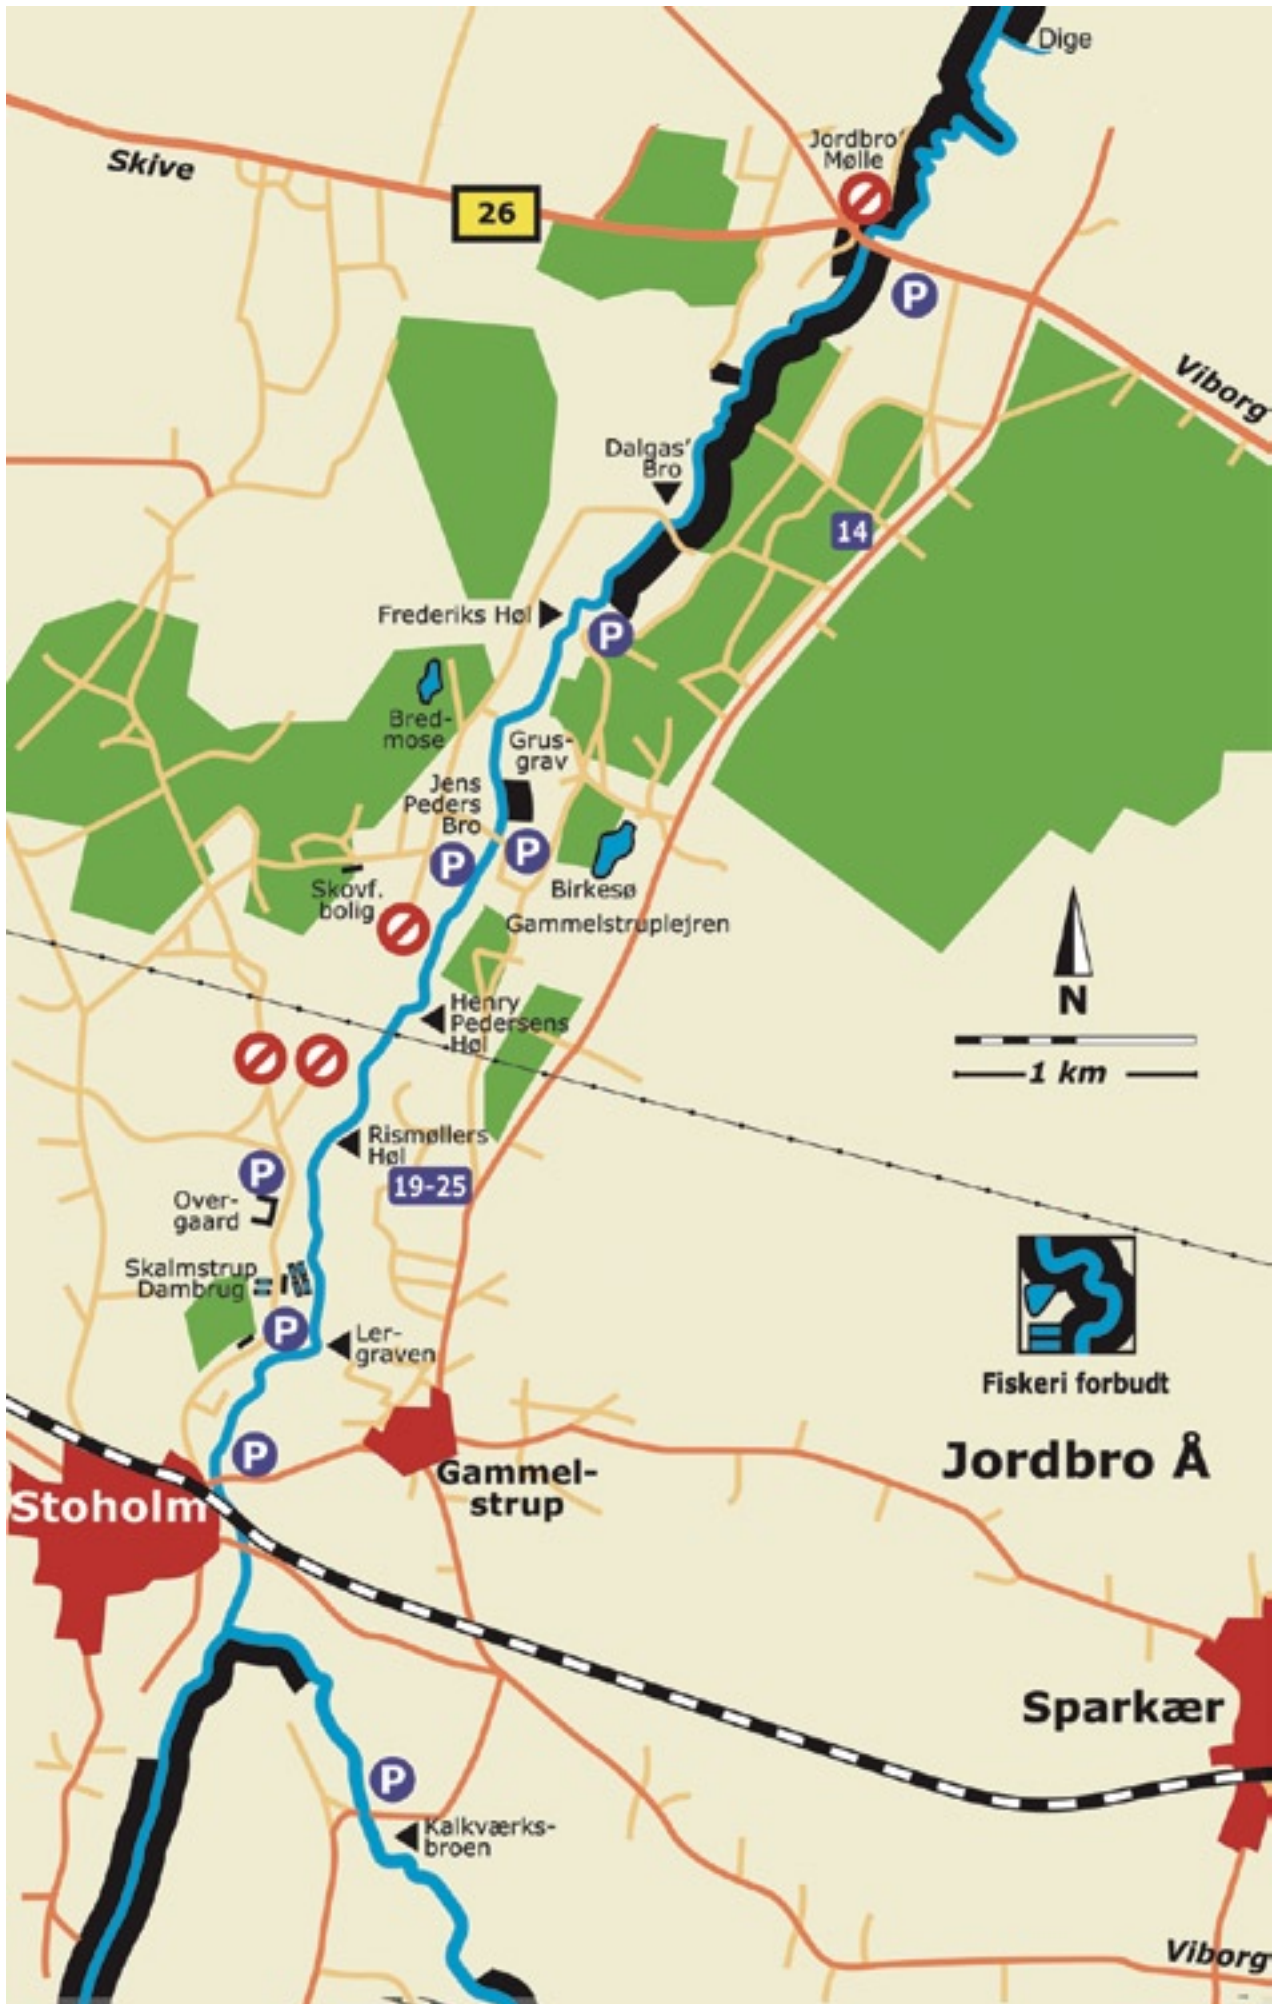 Dige
Jordbro
Mølle
Skive
26
P
Viborg
Dalgas'
Bro
14
Frederiks Høl
P
Bred-
mose
Grus-
grav
Jens
Peders
Bro
P
P
Skovf.
bolig
Birkesø
Gammelstruplejren
Henry
Pedersens
Høl
N
1 km
Rismøllers
Høl
P
19-25
Over-
gaard
Skalmstrup
Dambrug
P
Ler-
graven
Fiskeri forbudt
Jordbro Å
P
Gammel-
strup
Stoholm
Sparkær
P
Kalkværks-
broen
Viborg